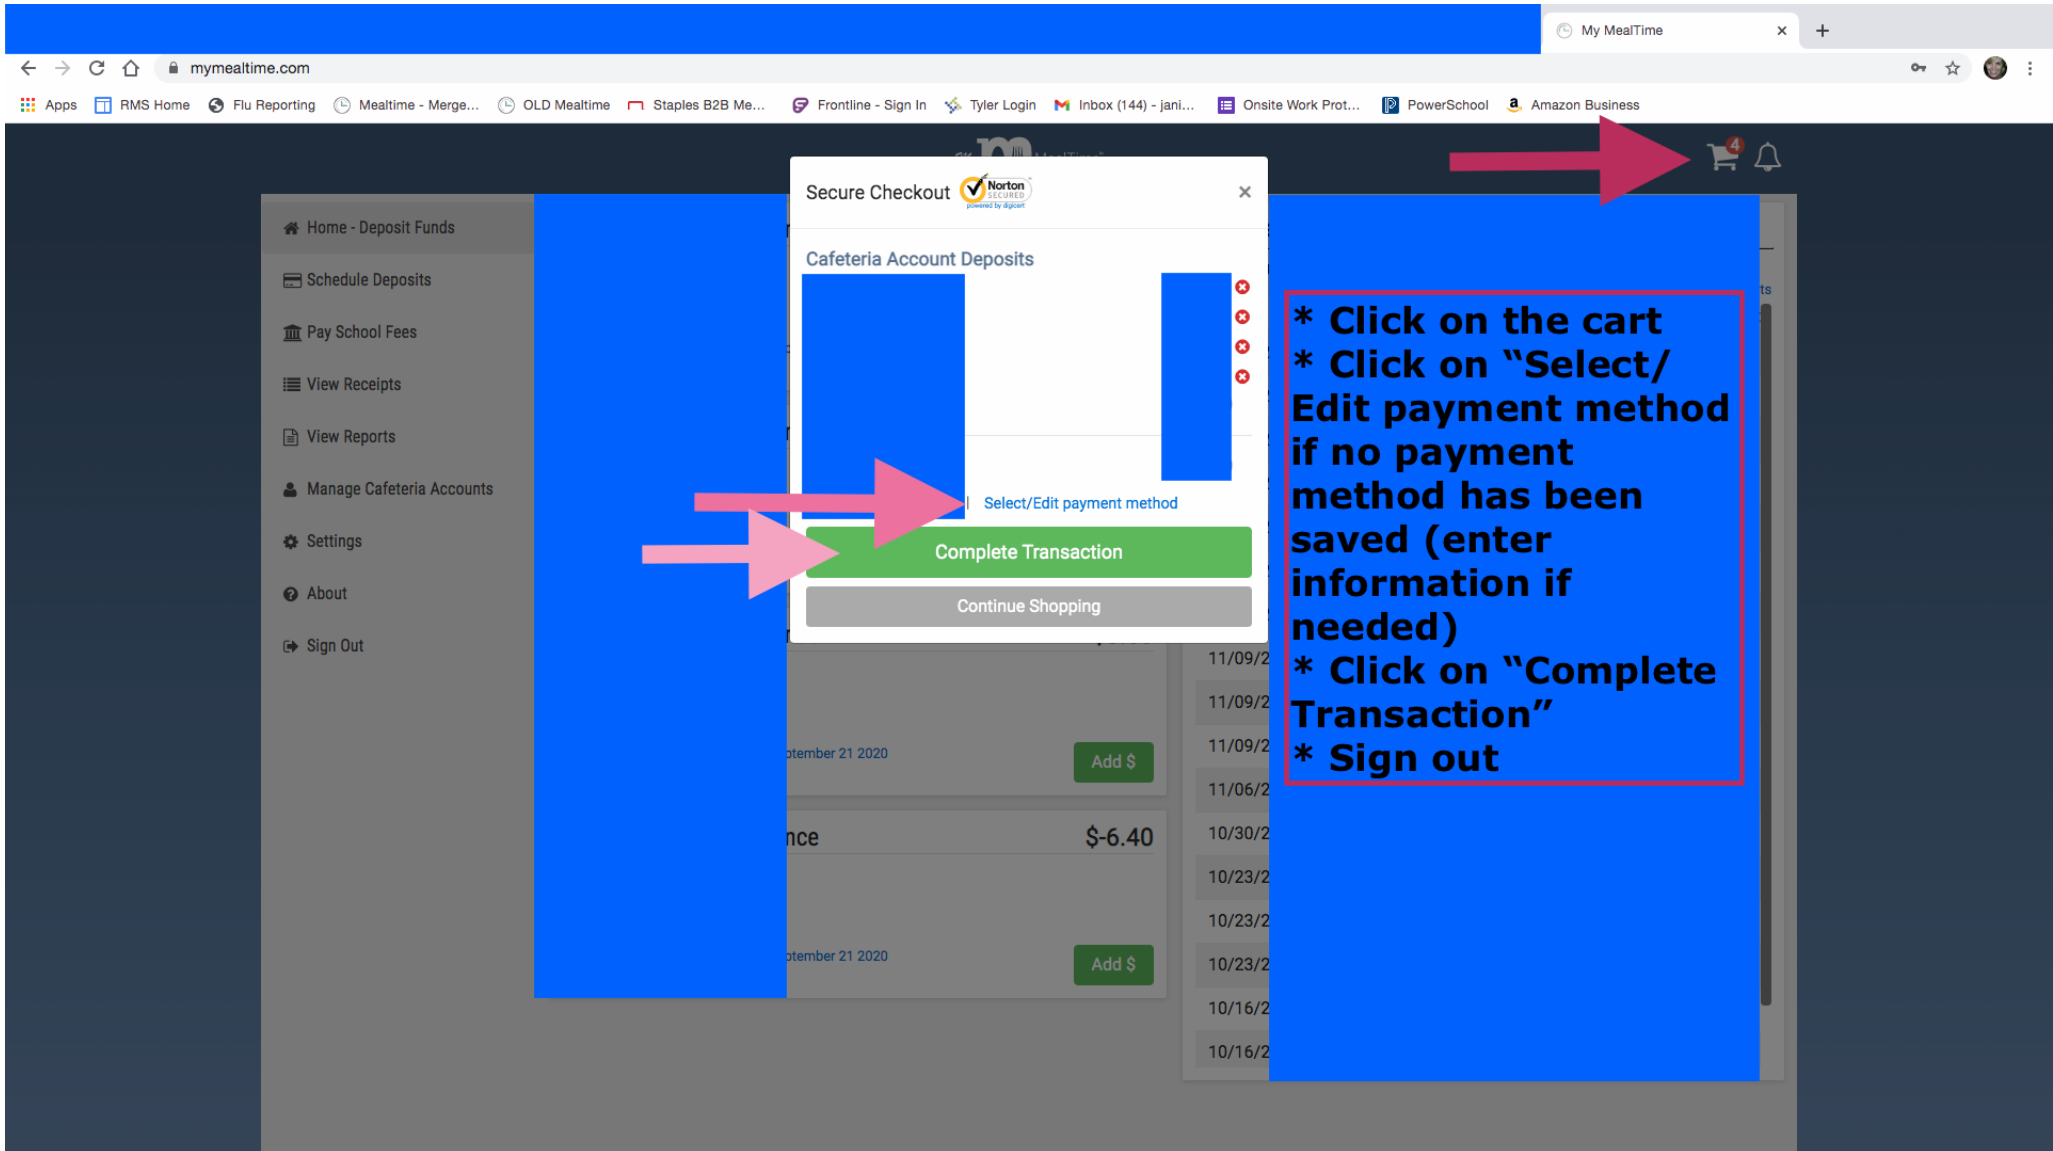 My MealTime
mymealtime.com
Apps RMS Home Flu Reporting Mealtime - Merge... OLD Mealtime Staples B2B Me... Frontline - Sign In Tyler Login Inbox (144) - jani... Onsite Work Prot... PowerSchool Amazon Business
4
Secure Checkout Norton SECURED powered by digicert
Home - Deposit Funds
Schedule Deposits
Pay School Fees
View Receipts
View Reports
Manage Cafeteria Accounts
Settings
About
Sign Out
Cafeteria Account Deposits
| Select/Edit payment method
Complete Transaction
Continue Shopping
ptember 21 2020 Add $
nce $-6.40
ptember 21 2020 Add $
11/09/2
11/09/2
11/09/2
11/06/2
10/30/2
10/23/2
10/23/2
10/23/2
10/16/2
10/16/2
ts
* Click on the cart
* Click on “Select/
Edit payment method
if no payment
method has been
saved (enter
information if
needed)
* Click on “Complete
Transaction”
* Sign out